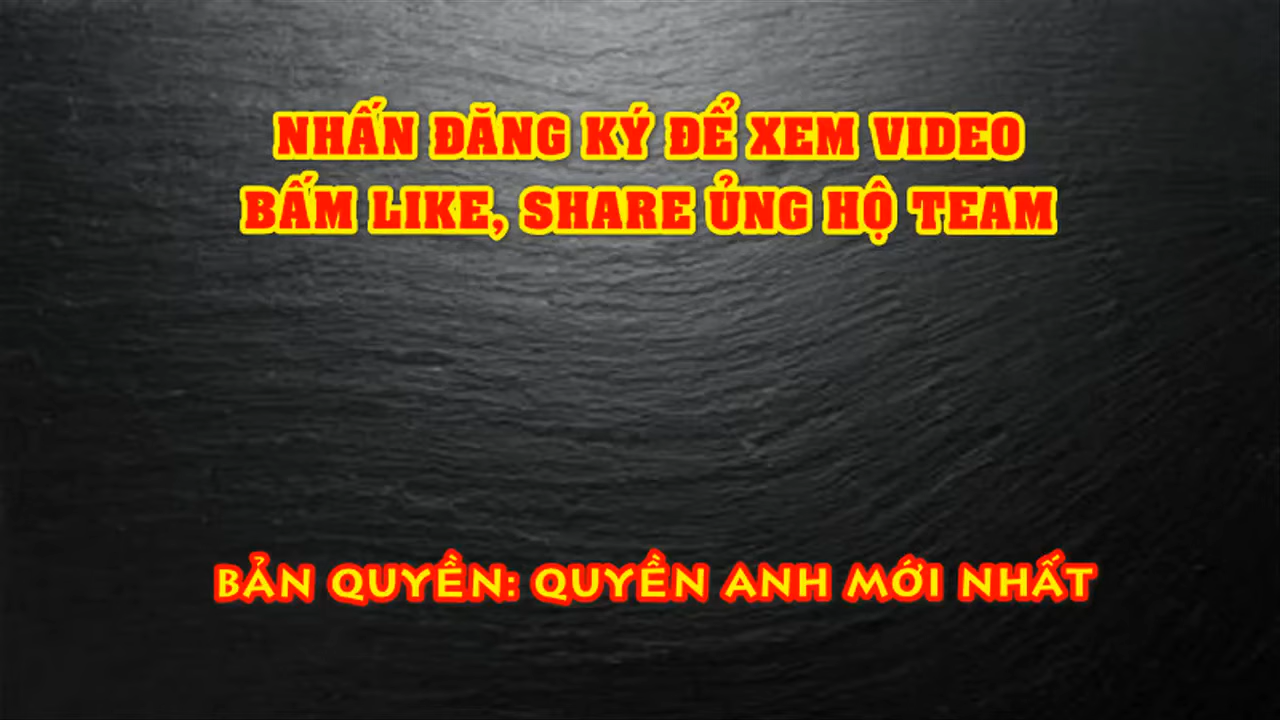 NHẤN ĐĂNG KÝ ĐỂ XEM VIDEO
BẤM LIKE, SHARE ỦNG HỘ TEAM
BẢN QUYỀN: QUYỀN ANH MỚI NHẤT